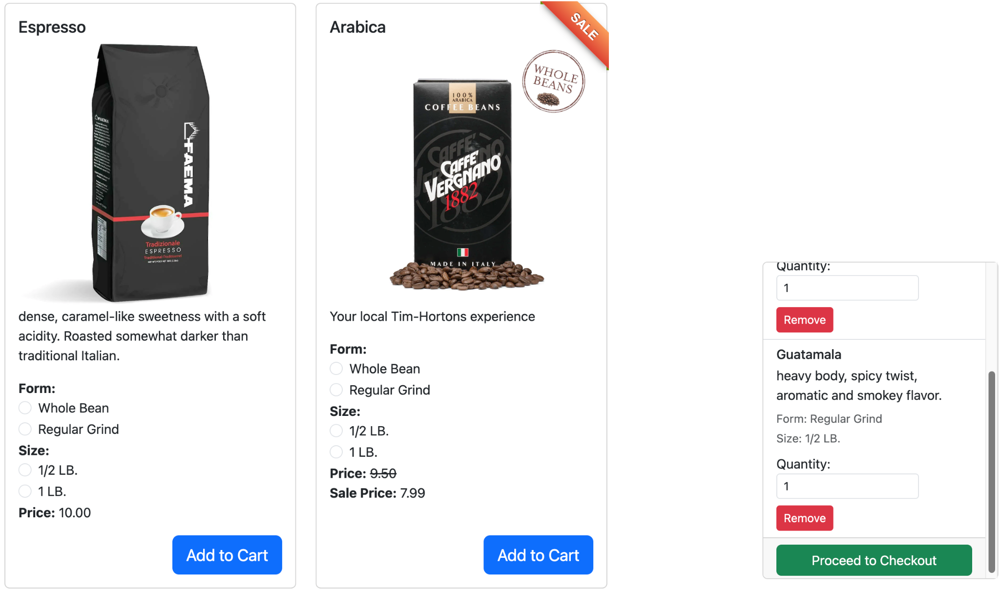 Espresso
FAEMA
FAEMA
Tradizionale
ESPRESSO
Traditional-Traditionnel
dense, caramel-like sweetness with a soft
acidity. Roasted somewhat darker than
traditional Italian.
Form:
Whole Bean
Regular Grind
Size:
1/2 LB.
1 LB.
Price: 10.00
Add to Cart
Arabica
SALE
WHOLE
BEANS
100%
ARABICA
COFFEE BEANS
CAFFÈ
VERGNANO
1882
CAFFE'
VERGNANO®
1882
MADE IN ITALY
Your local Tim-Hortons experience
Form:
Whole Bean
Regular Grind
Size:
1/2 LB.
1 LB.
Price: 9.50
Sale Price: 7.99
Add to Cart
Quantity:
1
Remove
Guatamala
heavy body, spicy twist,
aromatic and smokey flavor.
Form: Regular Grind
Size: 1/2 LB.
Quantity:
1
Remove
Proceed to Checkout